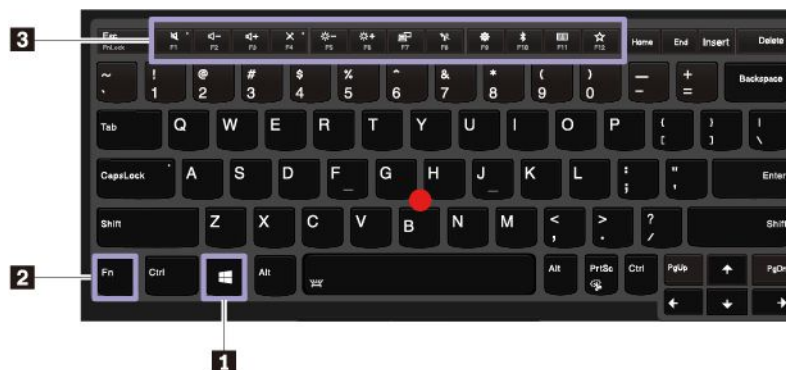 3
Esc Home End Insert Delete
FnLock F1 F2 F3 F4 F5 F6 F7 F8 F9 F10 F11 F12
~ ! @ # $ % ^ & * ( ) — +
` 1 2 3 4 5 6 7 8 9 0 - = Backspace
Tab Q W E R T Y U I O P { } |
[ ] \
CapsLock A S D F G H J K L : " Enter
; '
Shift Z X C V B N M < > ? Shift
, . /
2
Fn Ctrl Alt Alt PrtSc Ctrl PgUp ↑ PgDn
← ↓ →
1